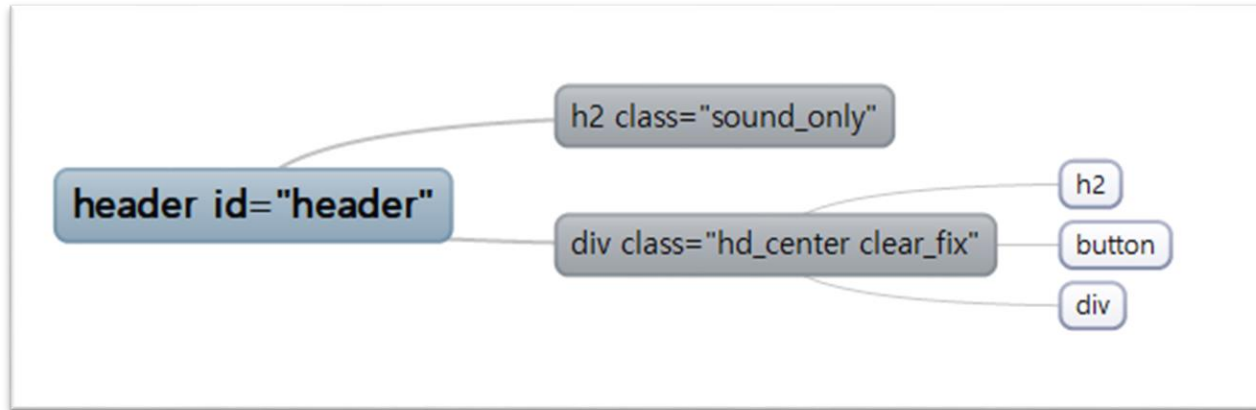 header id="header"
h2 class="sound_only"
div class="hd_center clear_fix"
h2
button
div